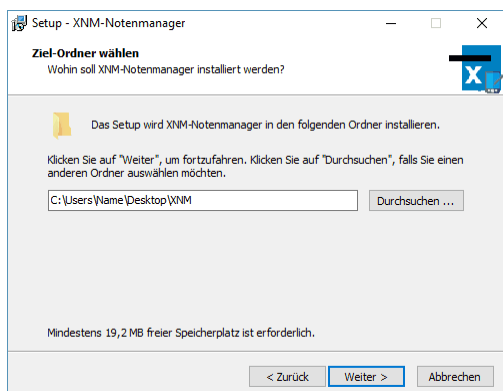 Setup - XNM-Notenmanager
Ziel-Ordner wählen
Wohin soll XNM-Notenmanager installiert werden?
X
Das Setup wird XNM-Notenmanager in den folgenden Ordner installieren.
Klicken Sie auf "Weiter", um fortzufahren. Klicken Sie auf "Durchsuchen", falls Sie einen
anderen Ordner auswählen möchten.
C:\Users\Name\Desktop\XNM
Durchsuchen ...
Mindestens 19,2 MB freier Speicherplatz ist erforderlich.
< Zurück
Weiter >
Abbrechen